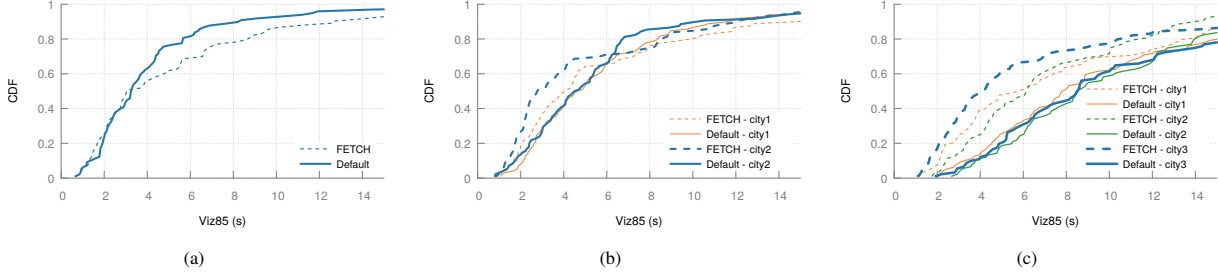 1
0.8
0.6
0.4
0.2
0
CDF
0 2 4 6 8 10 12 14
Viz85 (s)
FETCH
Default
(a)
1
0.8
0.6
0.4
0.2
0
CDF
0 2 4 6 8 10 12 14
Viz85 (s)
FETCH - city1
Default - city1
FETCH - city2
Default - city2
(b)
1
0.8
0.6
0.4
0.2
0
CDF
0 2 4 6 8 10 12 14
Viz85 (s)
FETCH - city1
Default - city1
FETCH - city2
Default - city2
FETCH - city3
Default - city3
(c)